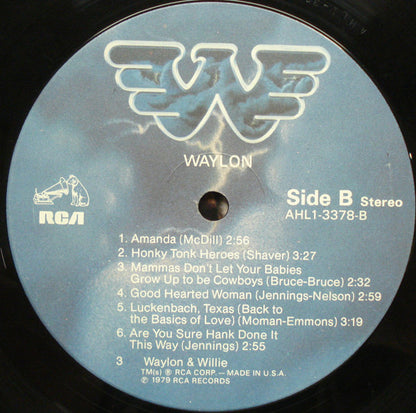 WAYLON
Side B Stereo
AHL1-3378-B
RCA
1. Amanda (McDill) 2:56
2. Honky Tonk Heroes (Shaver) 3:27
3. Mammas Don't Let Your Babies
Grow Up to be Cowboys (Bruce-Bruce) 2:32
4. Good Hearted Woman (Jennings-Nelson) 2:59
5. Luckenbach, Texas (Back to
the Basics of Love) (Moman-Emmons) 3:19
6. Are You Sure Hank Done It
This Way (Jennings) 2:55
3 Waylon & Willie
TM(s) ® RCA CORP. — MADE IN U.S.A.
℗ 1979 RCA RECORDS